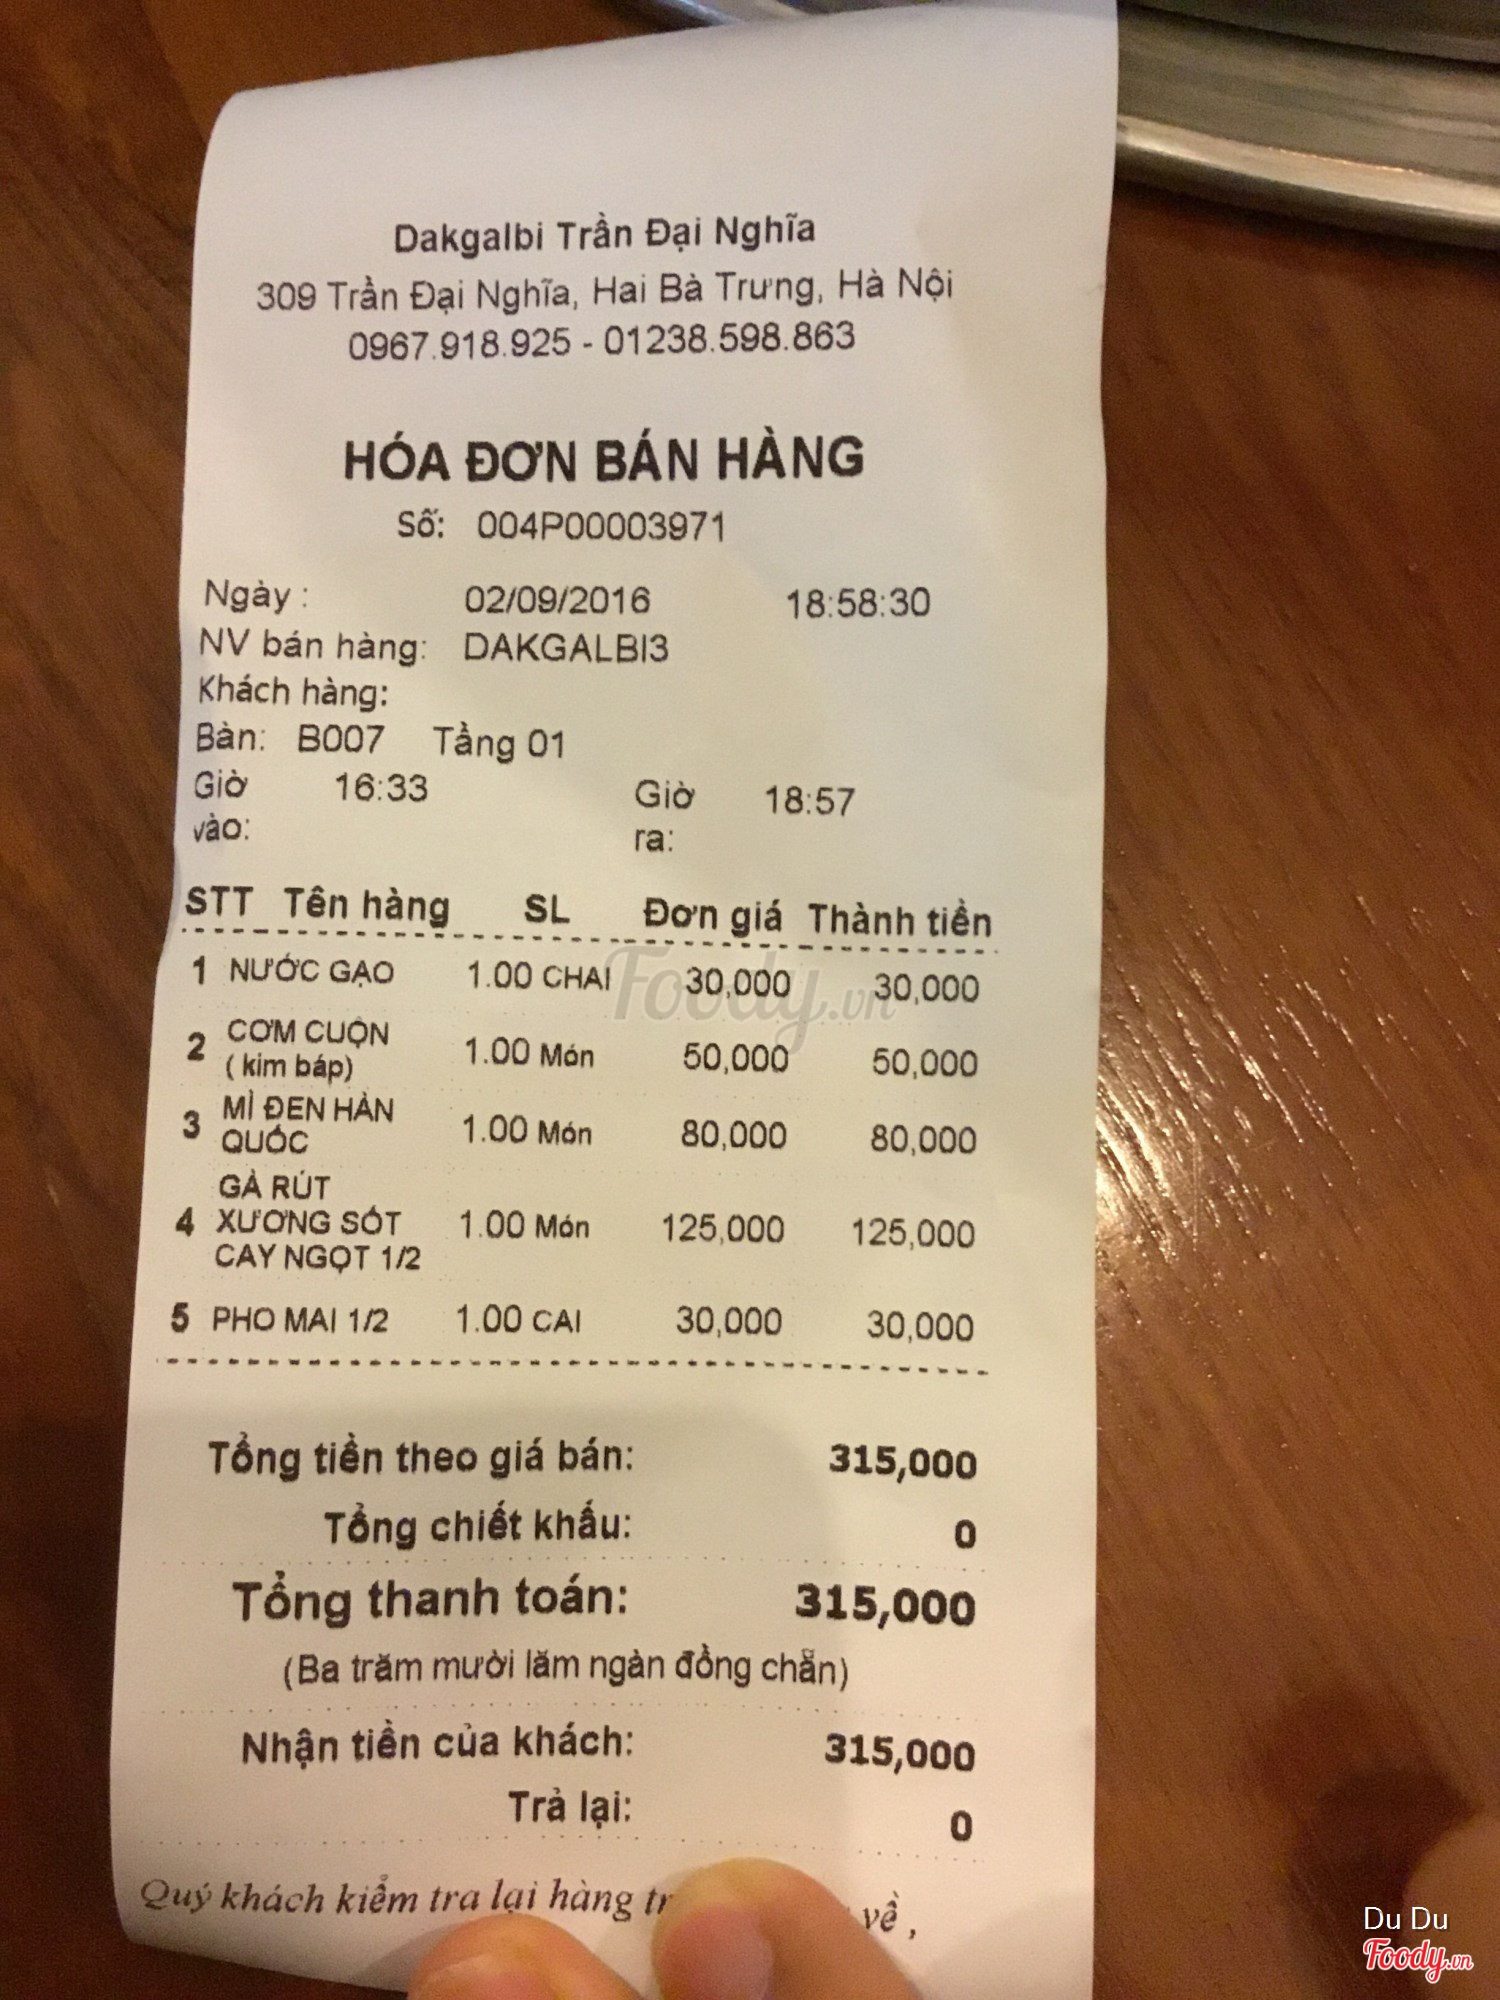 Dakgalbi Trần Đại Nghĩa
309 Trần Đại Nghĩa, Hai Bà Trưng, Hà Nội
0967.918.925 - 01238.598.863
HÓA ĐƠN BÁN HÀNG
Số: 004P00003971
Ngày : 02/09/2016 18:58:30
NV bán hàng: DAKGALBI3
Khách hàng:
Bàn: B007 Tầng 01
Giờ 16:33 Giờ 18:57
vào: ra:
STT Tên hàng SL Đơn giá Thành tiền
1 NƯỚC GẠO 1.00 CHAI 30,000 30,000
2 CƠM CUỘN 1.00 Món 50,000 50,000
( kim báp)
3 MÌ ĐEN HÀN 1.00 Món 80,000 80,000
QUỐC
GÀ RÚT
4 XƯƠNG SỐT 1.00 Món 125,000 125,000
CAY NGỌT 1/2
5 PHO MAI 1/2 1.00 CAI 30,000 30,000
Foody.vn
Tổng tiền theo giá bán: 315,000
Tổng chiết khấu: 0
Tổng thanh toán: 315,000
(Ba trăm mười lăm ngàn đồng chẵn)
Nhận tiền của khách: 315,000
Trả lại: 0
Quý khách kiểm tra lại hàng về ,
Du Du
Foody.vn